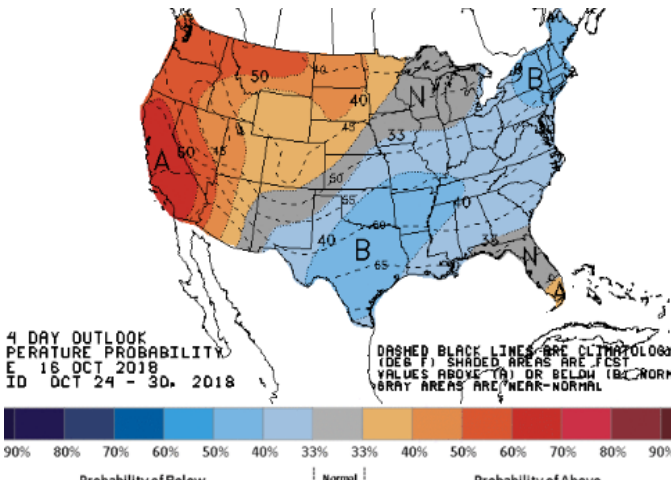 50
40
40
N
B
33
A
60
45
45
50
55
40
60
40
B
65
33
N
A
4 DAY OUTLOOK
PERATURE PROBABILITY
E 16 OCT 2018
ID OCT 24 - 30, 2018
DASHED BLACK LINES ARE CLIMATOLOG
(DEG F) SHADED AREAS ARE FCST
VALUES ABOVE (A) OR BELOW (B) NORM
GRAY AREAS ARE NEAR-NORMAL
90% 80% 70% 60% 50% 40% 33% 33% 40% 50% 60% 70% 80% 90%
Probability of Below Normal Probability of Above